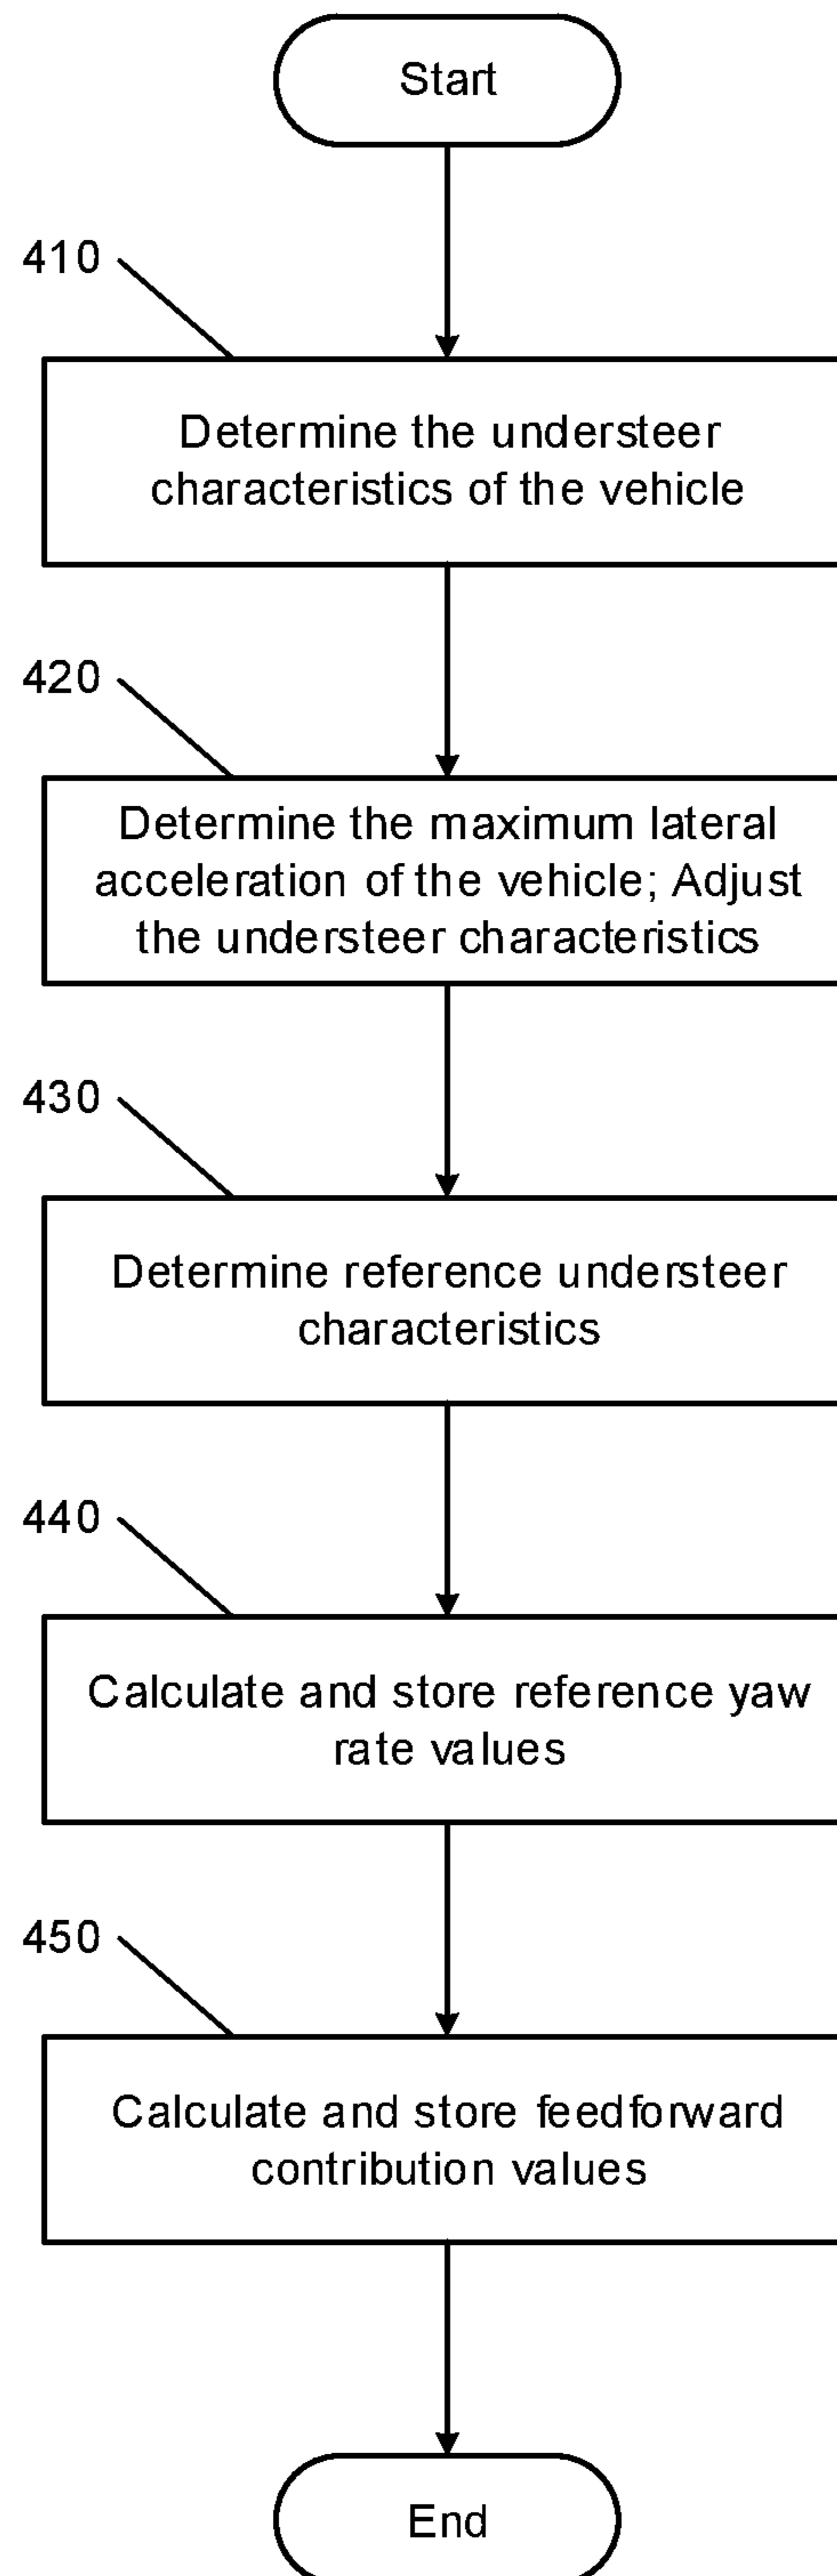 Start
410
Determine the understeer
characteristics of the vehicle
420
Determine the maximum lateral
acceleration of the vehicle; Adjust
the understeer characteristics
430
Determine reference understeer
characteristics
440
Calculate and store reference yaw
rate values
450
Calculate and store feedforward
contribution values
End